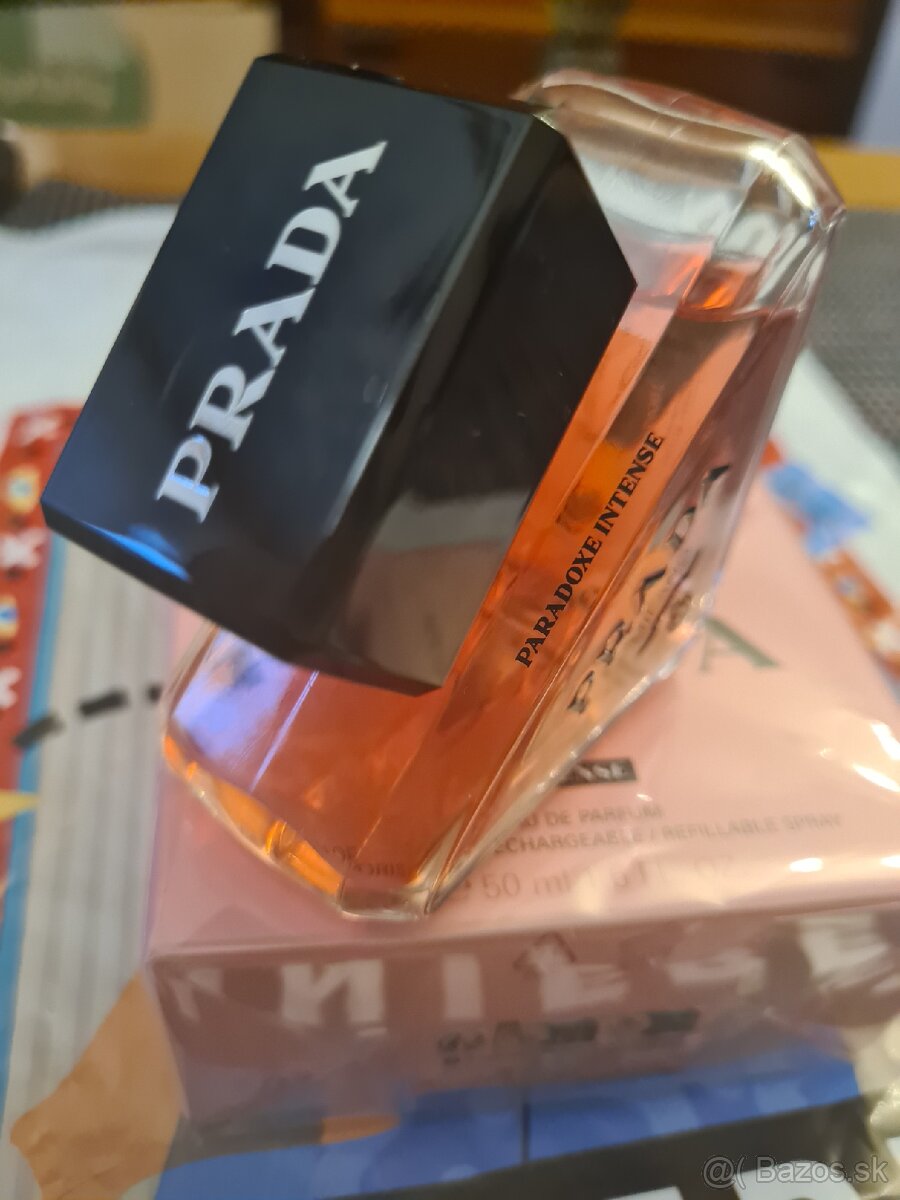 PRADA
PARADOXE INTENSE
PRADA
A
EAU DE PARFUM
RECHARGEABLE / REFILLABLE SPRAY
e 50 ml
@( Bazos.sk